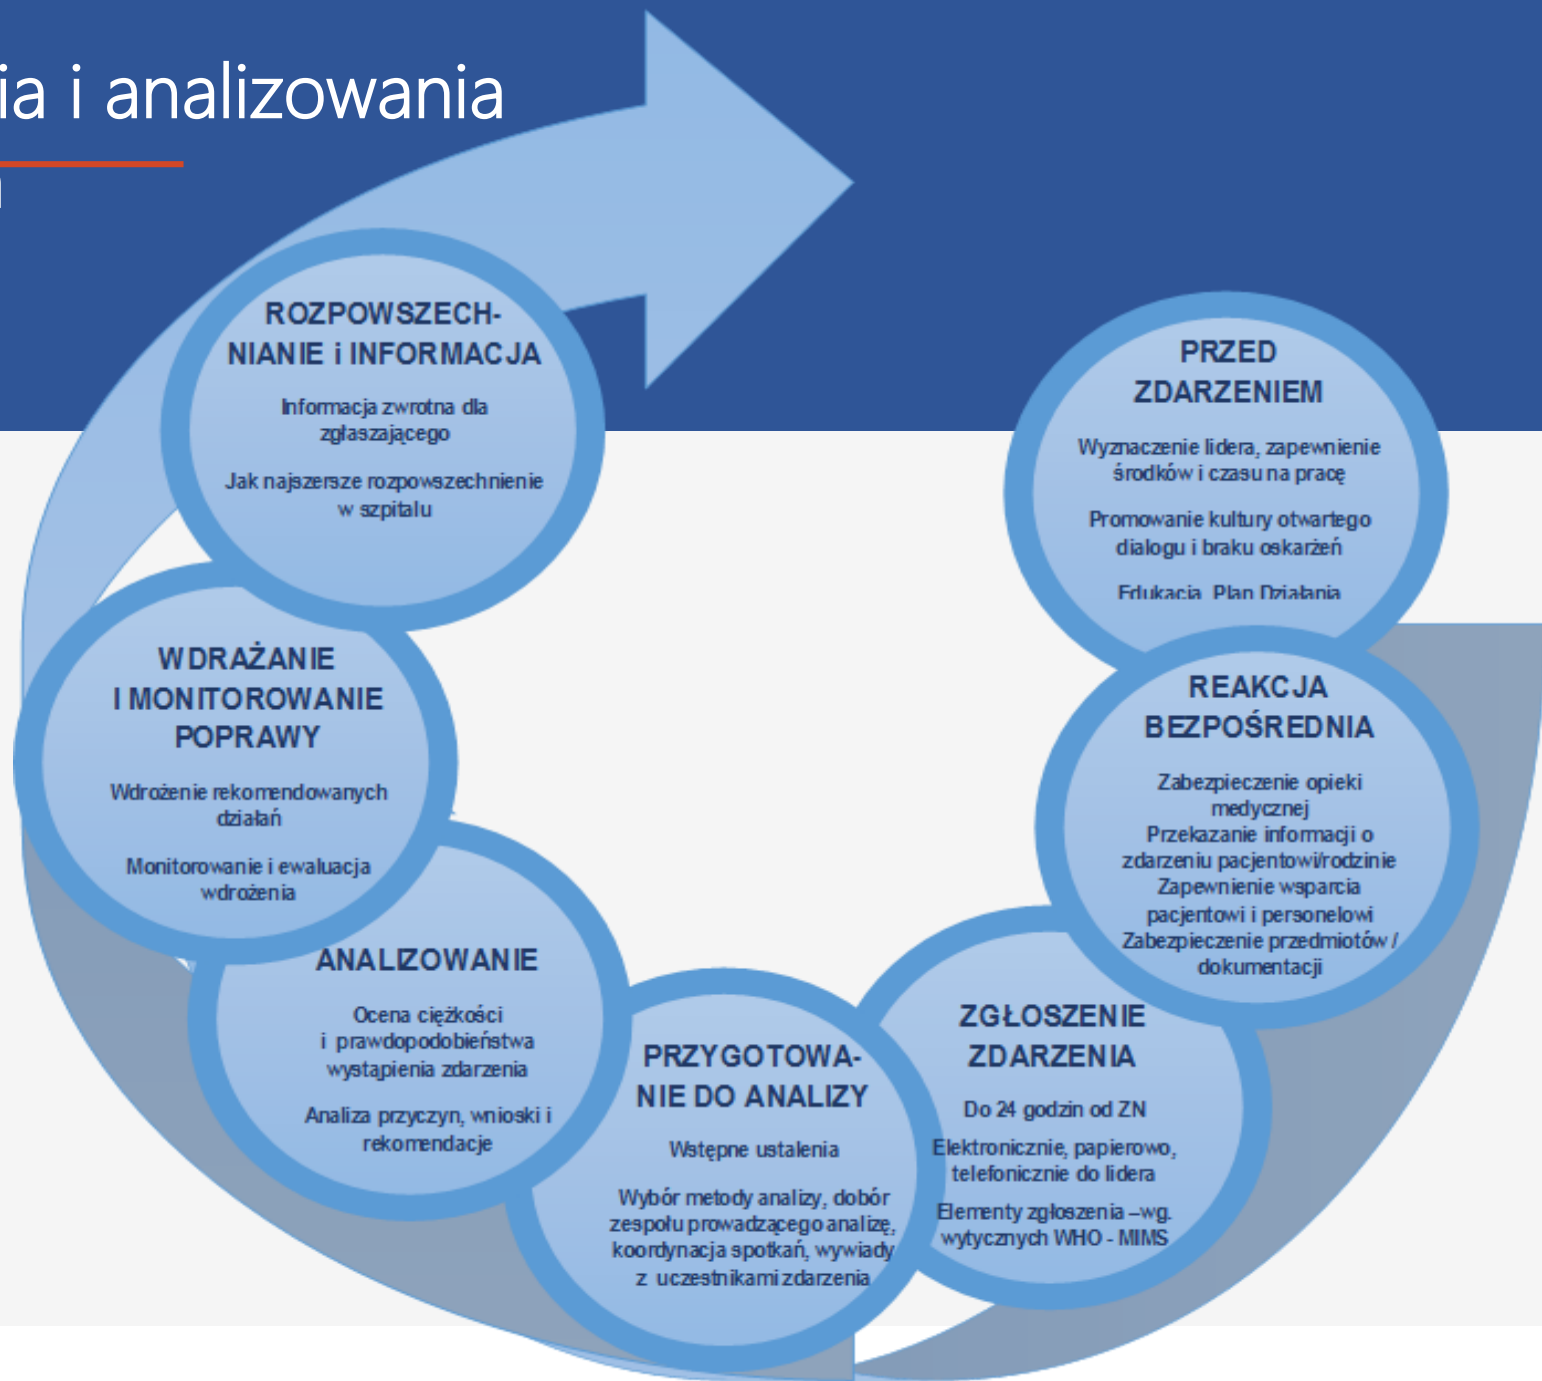 ia i analizowania
ROZPOWSZECH-
NIANIE i INFORMACJA
Informacja zwrotna dla
zgłaszającego
Jak najszersze rozpowszechnienie
w szpitalu
PRZED
ZDARZENIEM
Wyznaczenie lidera, zapewnienie
środków i czasu na pracę
Promowanie kultury otwartego
dialogu i braku oskarżeń
Edukacja Plan Działania
WDRAŻANIE
I MONITOROWANIE
POPRAWY
Wdrożenie rekomendowanych
działań
Monitorowanie i ewaluacja
wdrożenia
REAKCJA
BEZPOŚREDNIA
Zabezpieczenie opieki
medycznej
Przekazanie informacji o
zdarzeniu pacjentowi/rodzinie
Zapewnienie wsparcia
pacjentowi i personelowi
Zabezpieczenie przedmiotów /
dokumentacji
ANALIZOWANIE
Ocena ciężkości
i prawdopodobieństwa
wystąpienia zdarzenia
Analiza przyczyn, wnioski i
rekomendacje
PRZYGOTOWA-
NIE DO ANALIZY
Wstępne ustalenia
Wybór metody analizy, dobór
zespołu prowadzącego analizę,
koordynacja spotkań, wywiady
z uczestnikami zdarzenia
ZGŁOSZENIE
ZDARZENIA
Do 24 godzin od ZN
Elektronicznie, papierowo,
telefonicznie do lidera
Elementy zgłoszenia –wg.
wytycznych WHO - MIMS